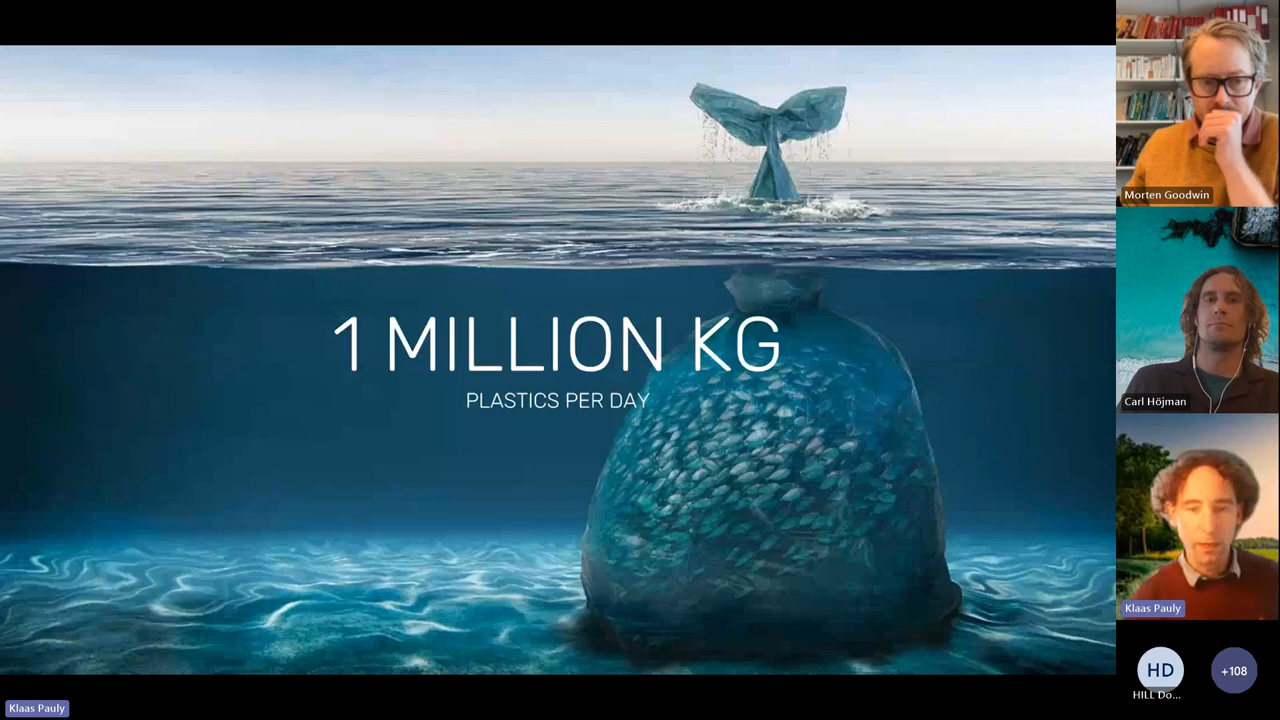 1 MILLION KG
PLASTICS PER DAY
Morten Goodwin
Carl Höjman
Klaas Pauly
HD
+108
HILL Do...
Klaas Pauly